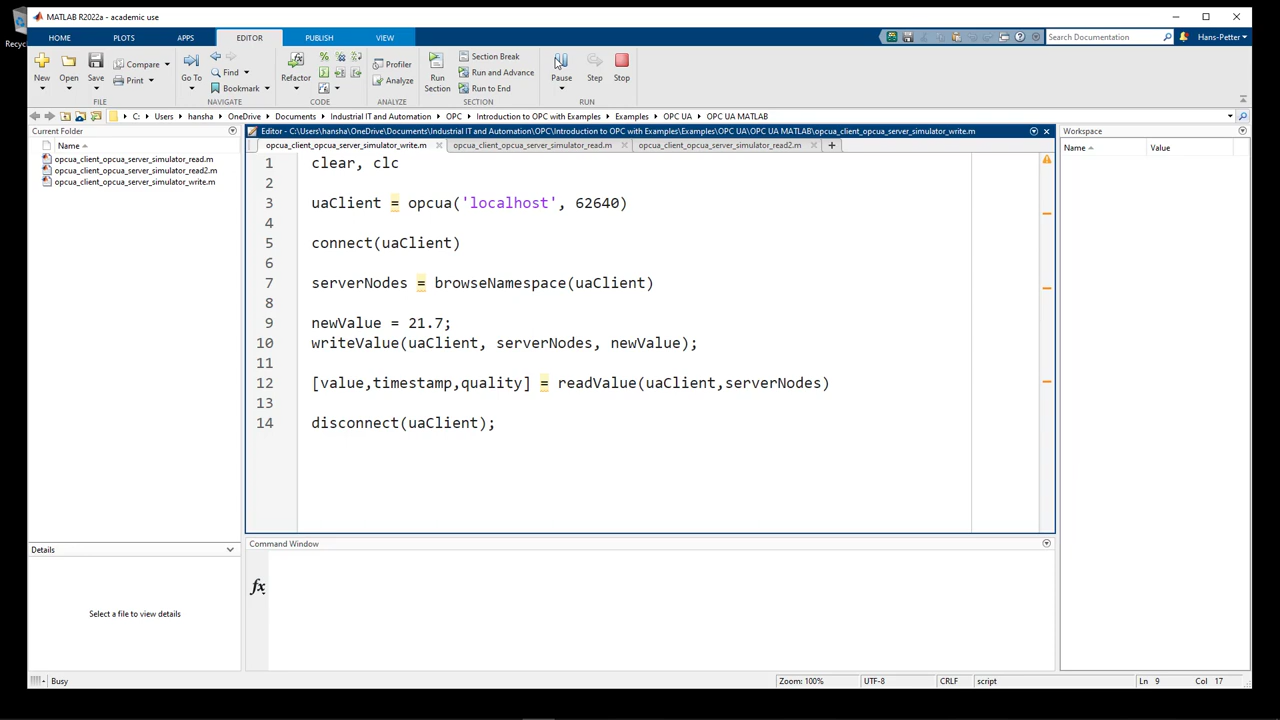 MATLAB R2022a - academic use
Recycl
HOME PLOTS APPS EDITOR PUBLISH VIEW
Search Documentation
Hans-Petter
New Open Save Compare Print
Go To Find Bookmark
Refactor
Profiler Analyze
Run Section Section Break Run and Advance Run to End
Pause Step Stop
FILE NAVIGATE CODE ANALYZE SECTION RUN
C: Users hansha OneDrive Documents Industrial IT and Automation OPC Introduction to OPC with Examples Examples OPC UA OPC UA MATLAB
Current Folder
Name
opcua_client_opcua_server_simulator_read.m
opcua_client_opcua_server_simulator_read2.m
opcua_client_opcua_server_simulator_write.m
Details
Select a file to view details
Editor - C:\Users\hansha\OneDrive\Documents\Industrial IT and Automation\OPC\Introduction to OPC with Examples\Examples\OPC UA\OPC UA MATLAB\opcua_client_opcua_server_simulator_write.m
opcua_client_opcua_server_simulator_write.m opcua_client_opcua_server_simulator_read.m opcua_client_opcua_server_simulator_read2.m
1 clear, clc
2
3 uaClient = opcua('localhost', 62640)
4
5 connect(uaClient)
6
7 serverNodes = browseNamespace(uaClient)
8
9 newValue = 21.7;
10 writeValue(uaClient, serverNodes, newValue);
11
12 [value,timestamp,quality] = readValue(uaClient,serverNodes)
13
14 disconnect(uaClient);
Command Window
fx
Workspace
Name Value
Busy
Zoom: 100% UTF-8 CRLF script Ln 9 Col 17